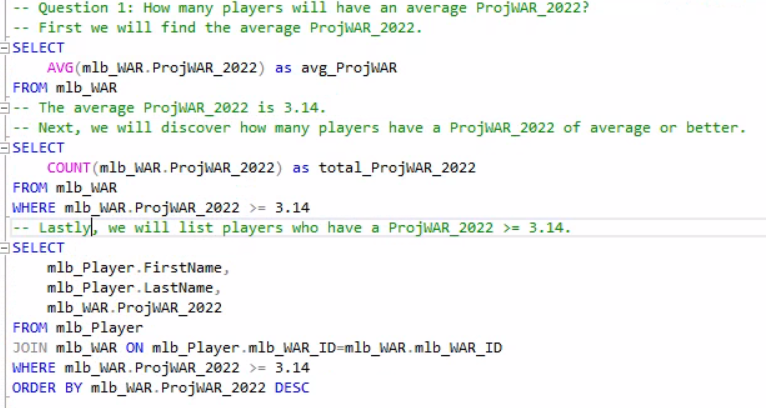 -- Question 1: How many players will have an average ProjWAR_2022?
-- First we will find the average ProjWAR_2022.
SELECT
AVG(mlb_WAR.ProjWAR_2022) as avg_ProjWAR
FROM mlb_WAR
-- The average ProjWAR_2022 is 3.14.
-- Next, we will discover how many players have a ProjWAR_2022 of average or better.
SELECT
COUNT(mlb_WAR.ProjWAR_2022) as total_ProjWAR_2022
FROM mlb_WAR
WHERE mlb_WAR.ProjWAR_2022 >= 3.14
-- Lastly, we will list players who have a ProjWAR_2022 >= 3.14.
SELECT
mlb_Player.FirstName,
mlb_Player.LastName,
mlb_WAR.ProjWAR_2022
FROM mlb_Player
JOIN mlb_WAR ON mlb_Player.mlb_WAR_ID=mlb_WAR.mlb_WAR_ID
WHERE mlb_WAR.ProjWAR_2022 >= 3.14
ORDER BY mlb_WAR.ProjWAR_2022 DESC